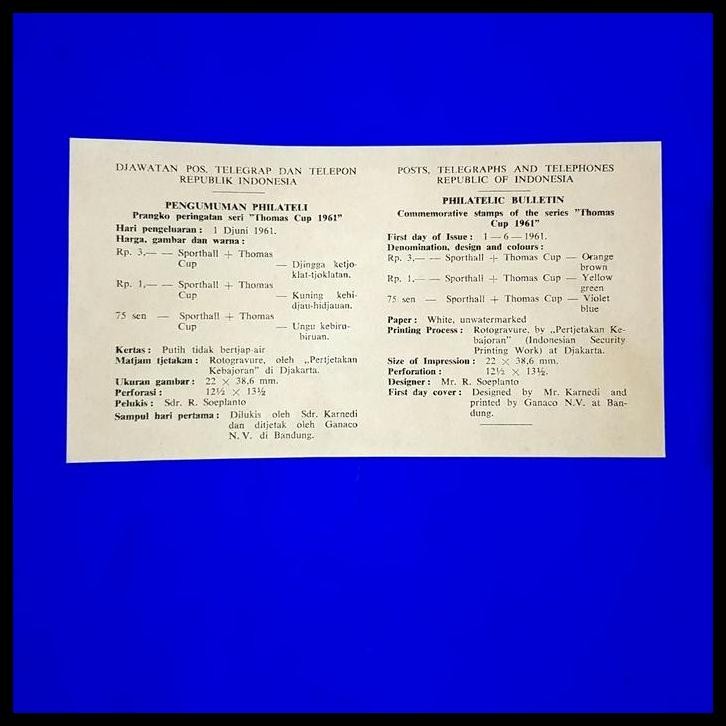 DJAWATAN POS, TELEGRAP DAN TELEPON
REPUBLIK INDONESIA
PENGUMUMAN PHILATELI
Prangko peringatan seri "Thomas Cup 1961"
Hari pengeluaran : 1 Djuni 1961.
Harga, gambar dan warna :
Rp. 3,— — Sporthall + Thomas
Cup — Djingga ketjo-
klat-tjoklatan.
Rp. 1,— — Sporthall + Thomas
Cup — Kuning kehi-
djau-hidjauan.
75 sen — Sporthall + Thomas
Cup — Ungu kebiru-
biruan.
Kertas : Putih tidak bertjap air
Matjam tjetakan : Rotogravure, oleh „Pertjetakan
Kebajoran" di Djakarta.
Ukuran gambar : 22 × 38,6 mm.
Perforasi : 12½ × 13½
Pelukis : Sdr. R. Soeplanto
Sampul hari pertama : Dilukis oleh Sdr. Karnedi
dan ditjetak oleh Ganaco
N.V. di Bandung.
POSTS, TELEGRAPHS AND TELEPHONES
REPUBLIC OF INDONESIA
PHILATELIC BULLETIN
Commemorative stamps of the series "Thomas
Cup 1961"
First day of Issue : 1 — 6 — 1961.
Denomination, design and colours :
Rp. 3,— — Sporthall + Thomas Cup — Orange
brown
Rp. 1,— — Sporthall + Thomas Cup — Yellow
green
75 sen — Sporthall + Thomas Cup — Violet
blue
Paper : White, unwatermarked
Printing Process : Rotogravure, by „Pertjetakan Ke-
bajoran" (Indonesian Security
Printing Work) at Djakarta.
Size of Impression : 22 × 38,6 mm.
Perforation : 12½ × 13½.
Designer : Mr. R. Soeplanto
First day cover : Designed by Mr. Karnedi and
printed by Ganaco N.V. at Ban-
dung.